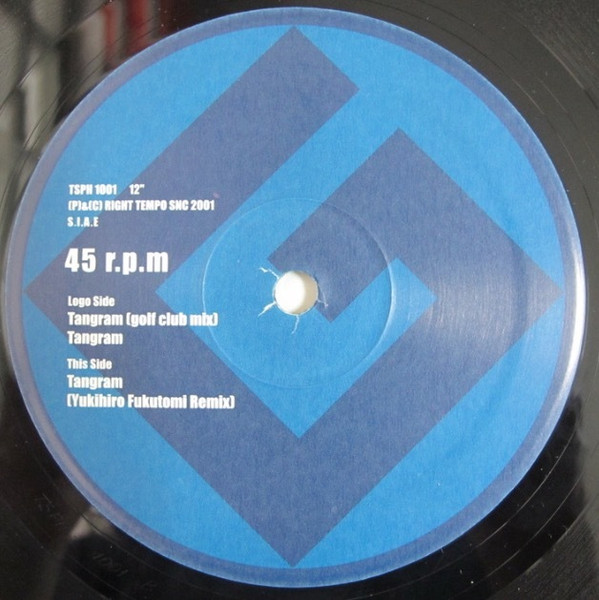 TSPN 1001 12"
(P)&(C) RIGHT TEMPO SNC 2001
S.I.A.E
45 r.p.m
Logo Side
Tangram (golf club mix)
Tangram
This Side
Tangram
(Yukihiro Fukutomi Remix)